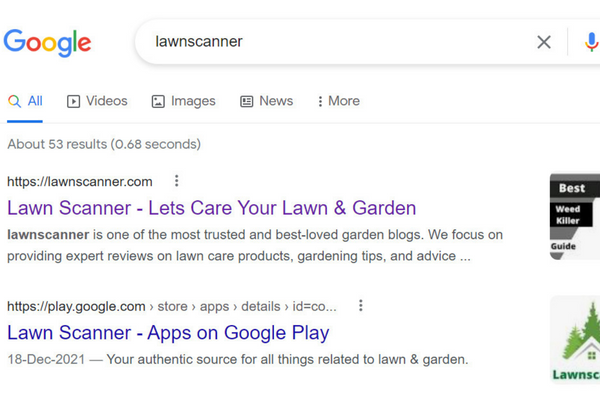 Google
lawnscanner
All Videos Images News More
About 53 results (0.68 seconds)
https://lawnscanner.com
Lawn Scanner - Lets Care Your Lawn & Garden
lawnscanner is one of the most trusted and best-loved garden blogs. We focus on
providing expert reviews on lawn care products, gardening tips, and advice ...
Best
Weed
Killer
Guide
https://play.google.com › store › apps › details › id=co...
Lawn Scanner - Apps on Google Play
18-Dec-2021 — Your authentic source for all things related to lawn & garden.
Lawnsc